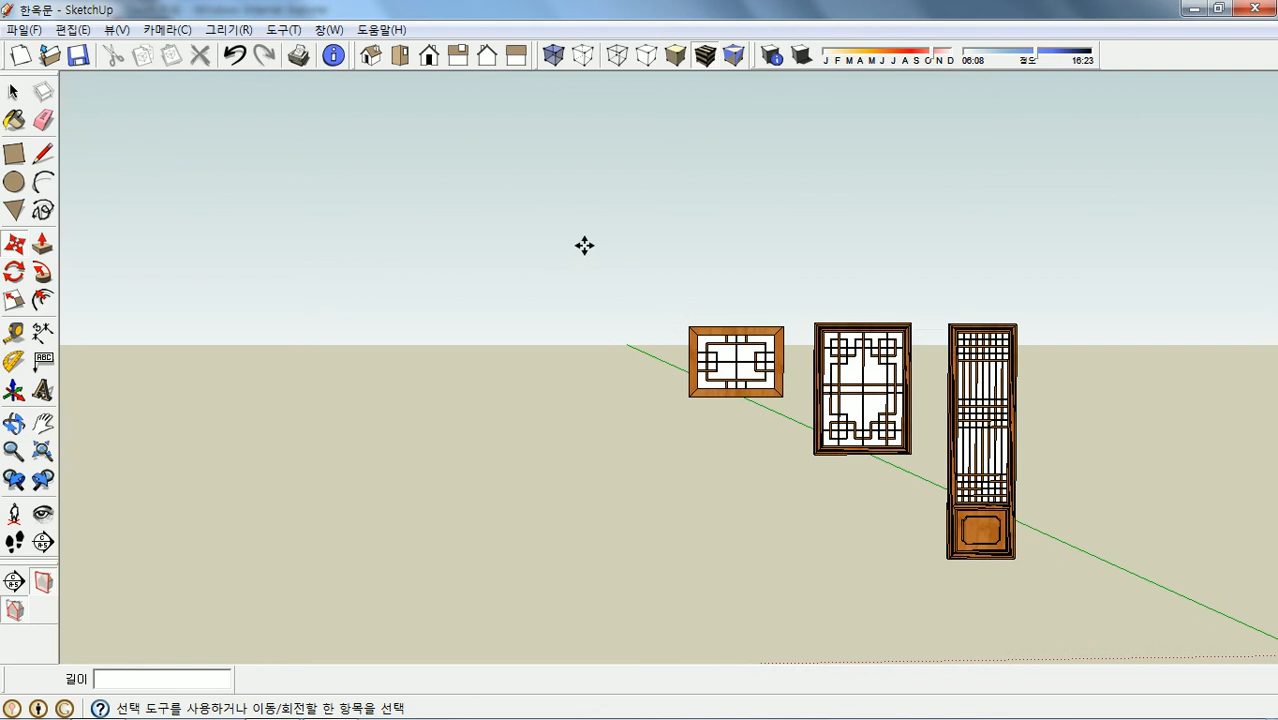 한옥문 - SketchUp
파일(F) 편집(E) 뷰(V) 카메라(C) 그리기(R) 도구(T) 창(W) 도움말(H)
J F M A M J J A S O N D 06:08 정오 16:23
ABC
길이
선택 도구를 사용하거나 이동/회전할 한 항목을 선택